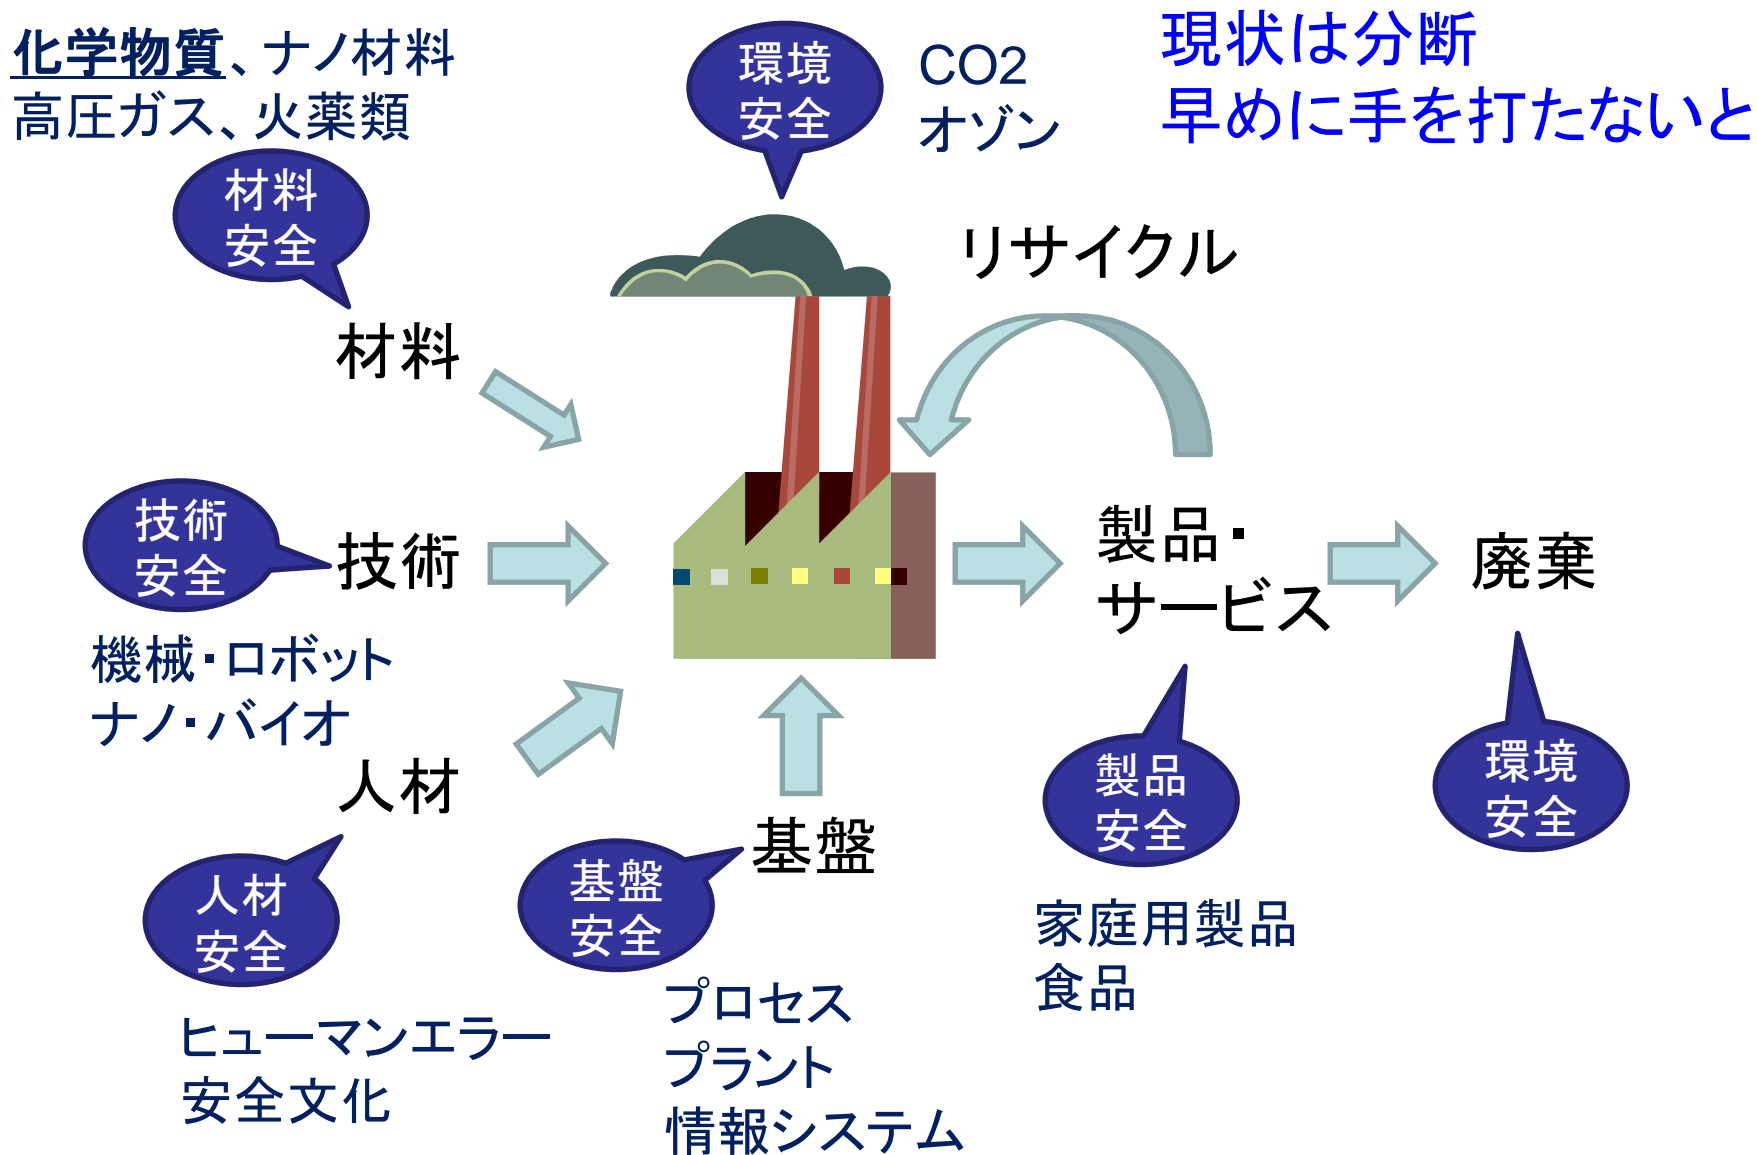 化学物質、ナノ材料
高圧ガス、火薬類
環境
安全
CO2
オゾン
現状は分断
早めに手を打たないと
材料
安全
リサイクル
材料
技術
安全
技術
機械・ロボット
ナノ・バイオ
製品・
サービス
廃棄
人材
人材
安全
ヒューマンエラー
安全文化
基盤
基盤
安全
プロセス
プラント
情報システム
製品
安全
家庭用製品
食品
環境
安全